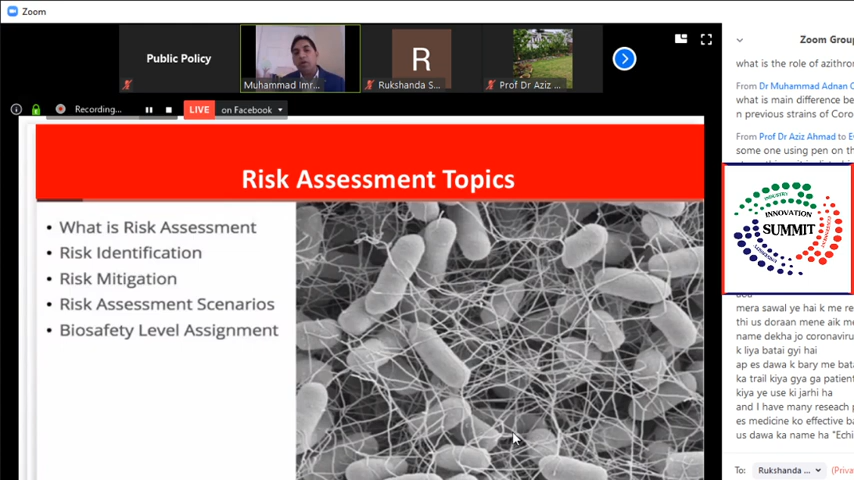 Zoom
Public Policy
Muhammad Imr...
R
Rukshanda S...
Prof Dr Aziz ...
Recording...
LIVE
on Facebook
Risk Assessment Topics
• What is Risk Assessment
• Risk Identification
• Risk Mitigation
• Risk Assessment Scenarios
• Biosafety Level Assignment
Zoom Group
what is the role of azithron
From Dr Muhammad Adnan
what is main difference be
n previous strains of Coro
From Prof Dr Aziz Ahmad to
some one using pen on th
INDUSTRY
INNOVATION
SUMMIT
GOVERNMENT
mera sawal ye hai k me re
thi us doraan mene aik me
name dekha jo coronaviru
k liya batai gyi hai
ap es dawa k bary me bata
ka trail kiya gya ga patient
kiya ye use ki jarhi ha
and I have many reseach p
es medicine ko effective ba
us dawa ka name ha "Echi
To:
Rukshanda ...
(Priva